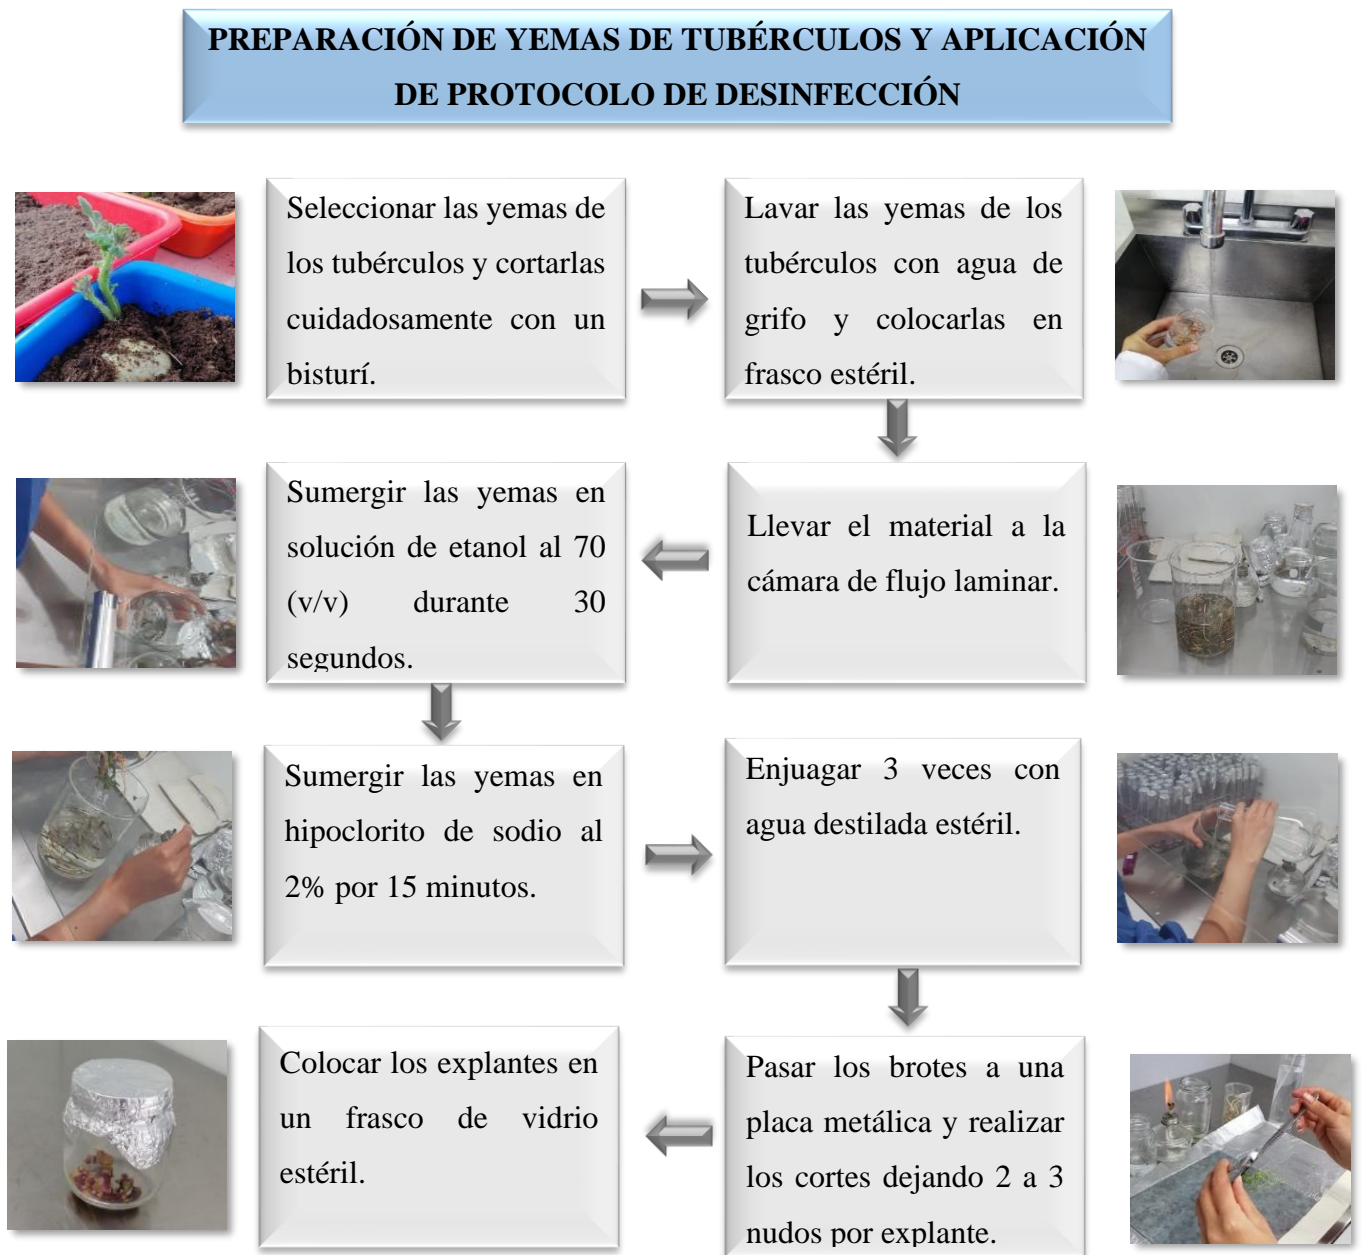 PREPARACIÓN DE YEMAS DE TUBÉRCULOS Y APLICACIÓN
DE PROTOCOLO DE DESINFECCIÓN
Seleccionar las yemas de
los tubérculos y cortarlas
cuidadosamente con un
bisturí.
Lavar las yemas de los
tubérculos con agua de
grifo y colocarlas en
frasco estéril.
Llevar el material a la
cámara de flujo laminar.
Sumergir las yemas en
solución de etanol al 70
(v/v) durante 30
segundos.
Sumergir las yemas en
hipoclorito de sodio al
2% por 15 minutos.
Enjuagar 3 veces con
agua destilada estéril.
Pasar los brotes a una
placa metálica y realizar
los cortes dejando 2 a 3
nudos por explante.
Colocar los explantes en
un frasco de vidrio
estéril.